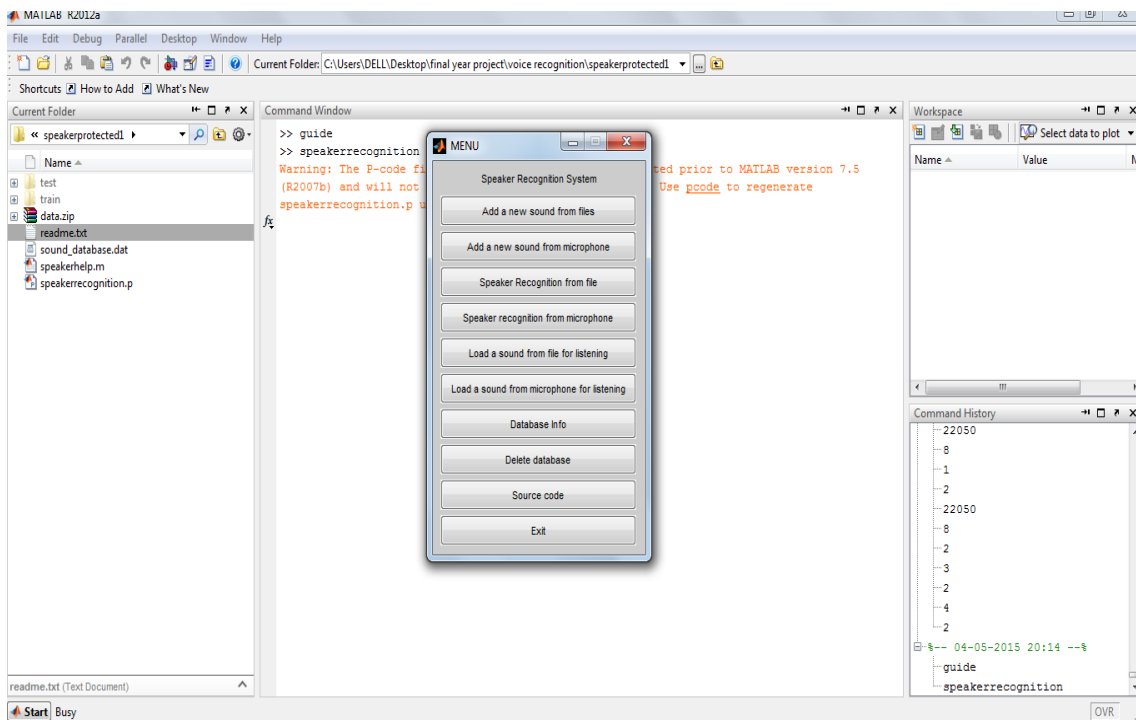 MATLAB R2012a
File Edit Debug Parallel Desktop Window Help
Current Folder: C:\Users\DELL\Desktop\final year project\voice recognition\speakerprotected1
Shortcuts How to Add What's New
Current Folder
« speakerprotected1
Name
test
train
data.zip
readme.txt
sound_database.dat
speakerhelp.m
speakerrecognition.p
readme.txt (Text Document)
Command Window
>> guide
>> speakerrecognition
Warning: The P-code fi
ted prior to MATLAB version 7.5
(R2007b) and will not
Use pcode to regenerate
speakerrecognition.p u
fx
MENU
Speaker Recognition System
Add a new sound from files
Add a new sound from microphone
Speaker Recognition from file
Speaker recognition from microphone
Load a sound from file for listening
Load a sound from microphone for listening
Database Info
Delete database
Source code
Exit
Workspace
Select data to plot
Name Value M
Command History
22050
8
1
2
22050
8
2
3
2
4
2
%-- 04-05-2015 20:14 --%
guide
speakerrecognition
Start Busy
OVR